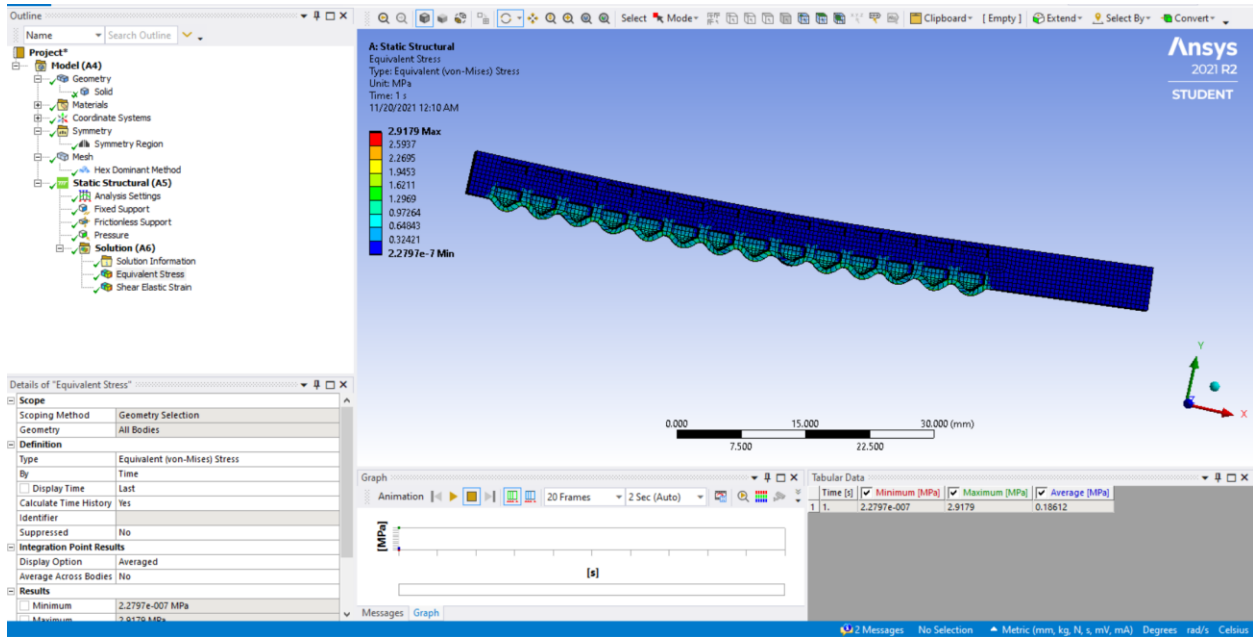 Outline
Name
Search Outline
Select
Mode
Clipboard
[ Empty ]
Extend
Select By
Convert
Project*
Model (A4)
Geometry
Solid
Materials
Coordinate Systems
Symmetry
Symmetry Region
Mesh
Hex Dominant Method
Static Structural (A5)
Analysis Settings
Fixed Support
Frictionless Support
Pressure
Solution (A6)
Solution Information
Equivalent Stress
Shear Elastic Strain
A: Static Structural
Equivalent Stress
Type: Equivalent (von-Mises) Stress
Unit: MPa
Time: 1 s
11/20/2021 12:10 AM
2.9179 Max
2.5937
2.2695
1.9453
1.6211
1.2969
0.97264
0.64843
0.32421
2.2797e-7 Min
Ansys
2021 R2
STUDENT
Y
X
0.000 15.000 30.000 (mm)
7.500 22.500
Details of "Equivalent Stress"
Scope
Scoping Method Geometry Selection
Geometry All Bodies
Definition
Type Equivalent (von-Mises) Stress
By Time
Display Time Last
Calculate Time History Yes
Identifier
Suppressed No
Integration Point Results
Display Option Averaged
Average Across Bodies No
Results
Minimum 2.2797e-007 MPa
Maximum 2.9179 MPa
Graph
Animation 20 Frames 2 Sec (Auto)
[MPa]
[s]
Messages Graph
Tabular Data
Time [s] Minimum [MPa] Maximum [MPa] Average [MPa]
1 1. 2.2797e-007 2.9179 0.18612
2 Messages No Selection Metric (mm, kg, N, s, mV, mA) Degrees rad/s Celsius